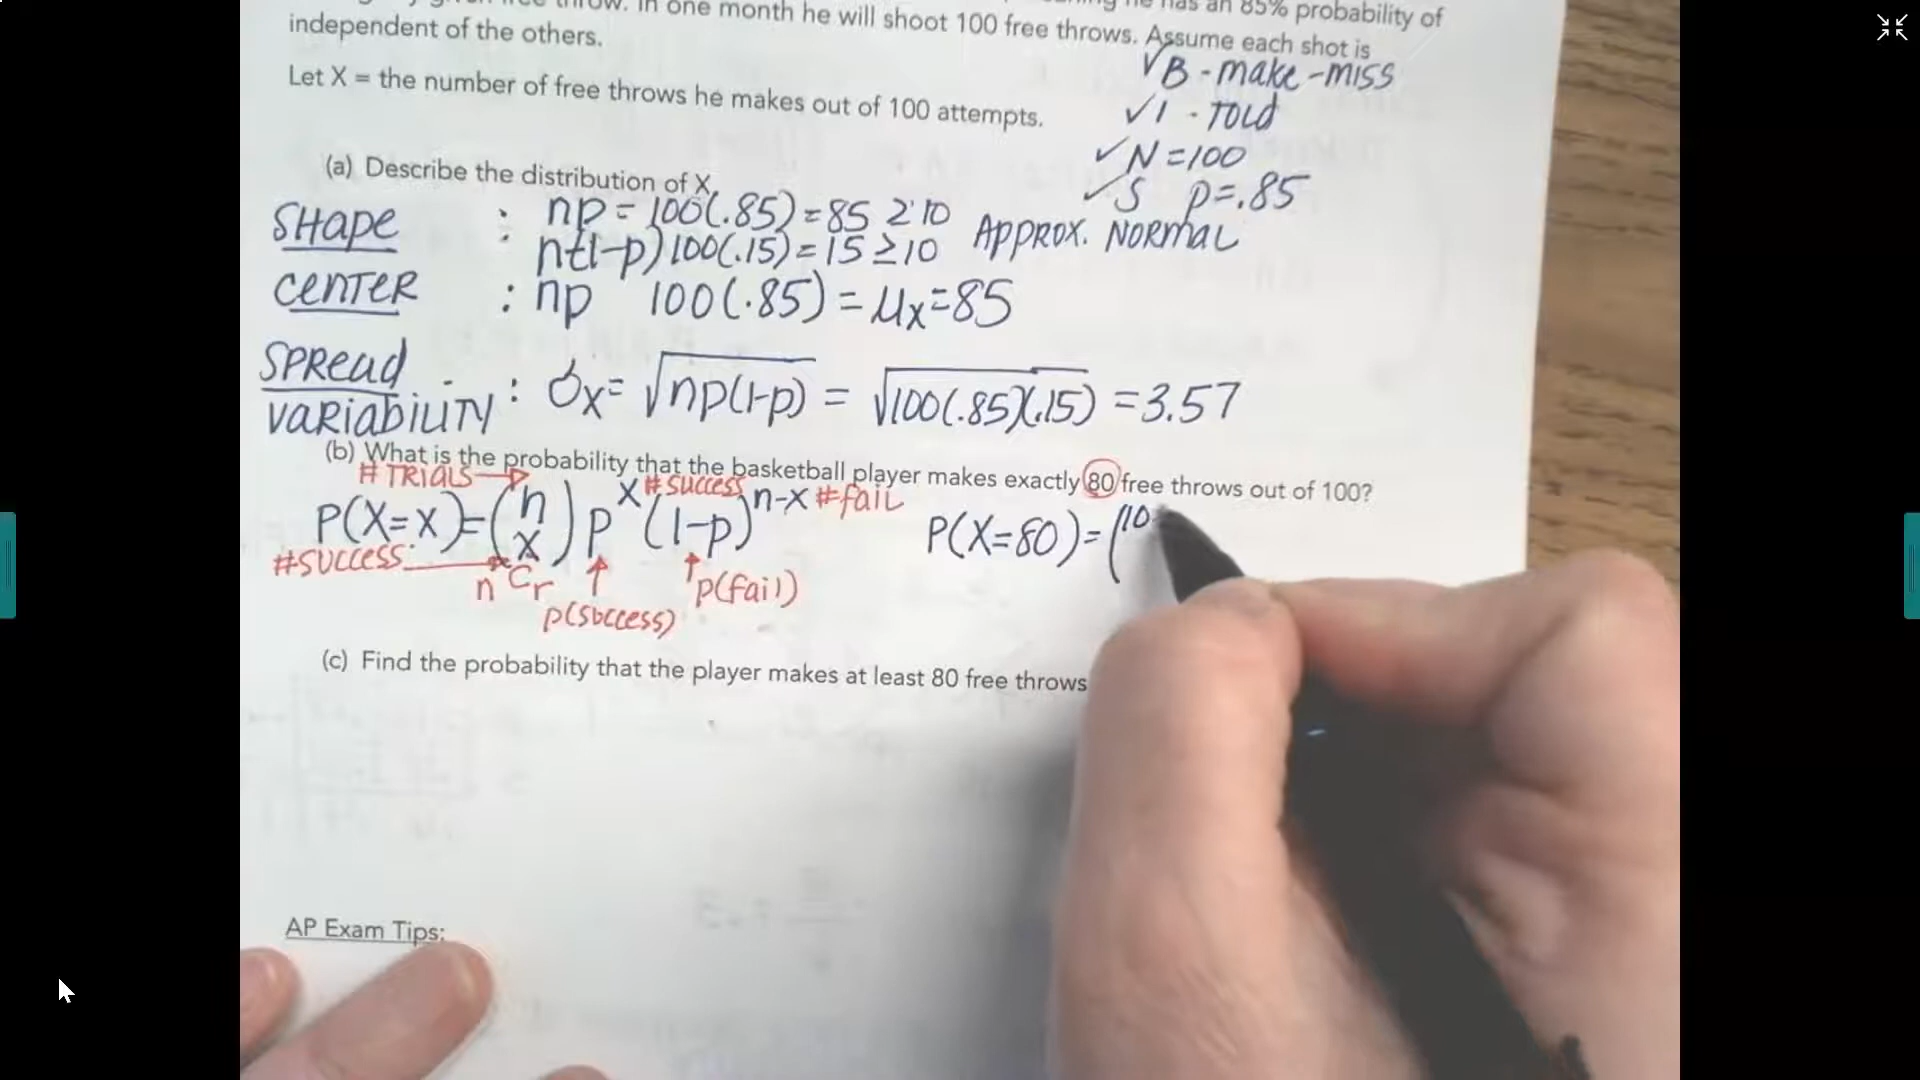 throw. In one month he will shoot 100 free throws. Assume each shot is
he has an 85% probability of
independent of the others.
Let X = the number of free throws he makes out of 100 attempts.
✓B - make - miss
✓I - TOLD
✓N = 100
✓S p = .85
(a) Describe the distribution of X.
SHAPE : np = 100(.85) = 85 ≥ 10
n(1-p) 100(.15) = 15 ≥ 10
APPROX. NORMAL
CENTER : np 100(.85) = μx = 85
SPREAD
VARIABILITY : σx = √np(1-p) = √100(.85)(.15) = 3.57
(b) What is the probability that the basketball player makes exactly 80 free throws out of 100?
# TRIALS → x # success n-x # fail
P(X=x) = (n x) p^x (1-p)^n-x
P(X=80) = (10
# success → nCr ↑ p(success) ↑ p(fail)
(c) Find the probability that the player makes at least 80 free throws
AP Exam Tips: